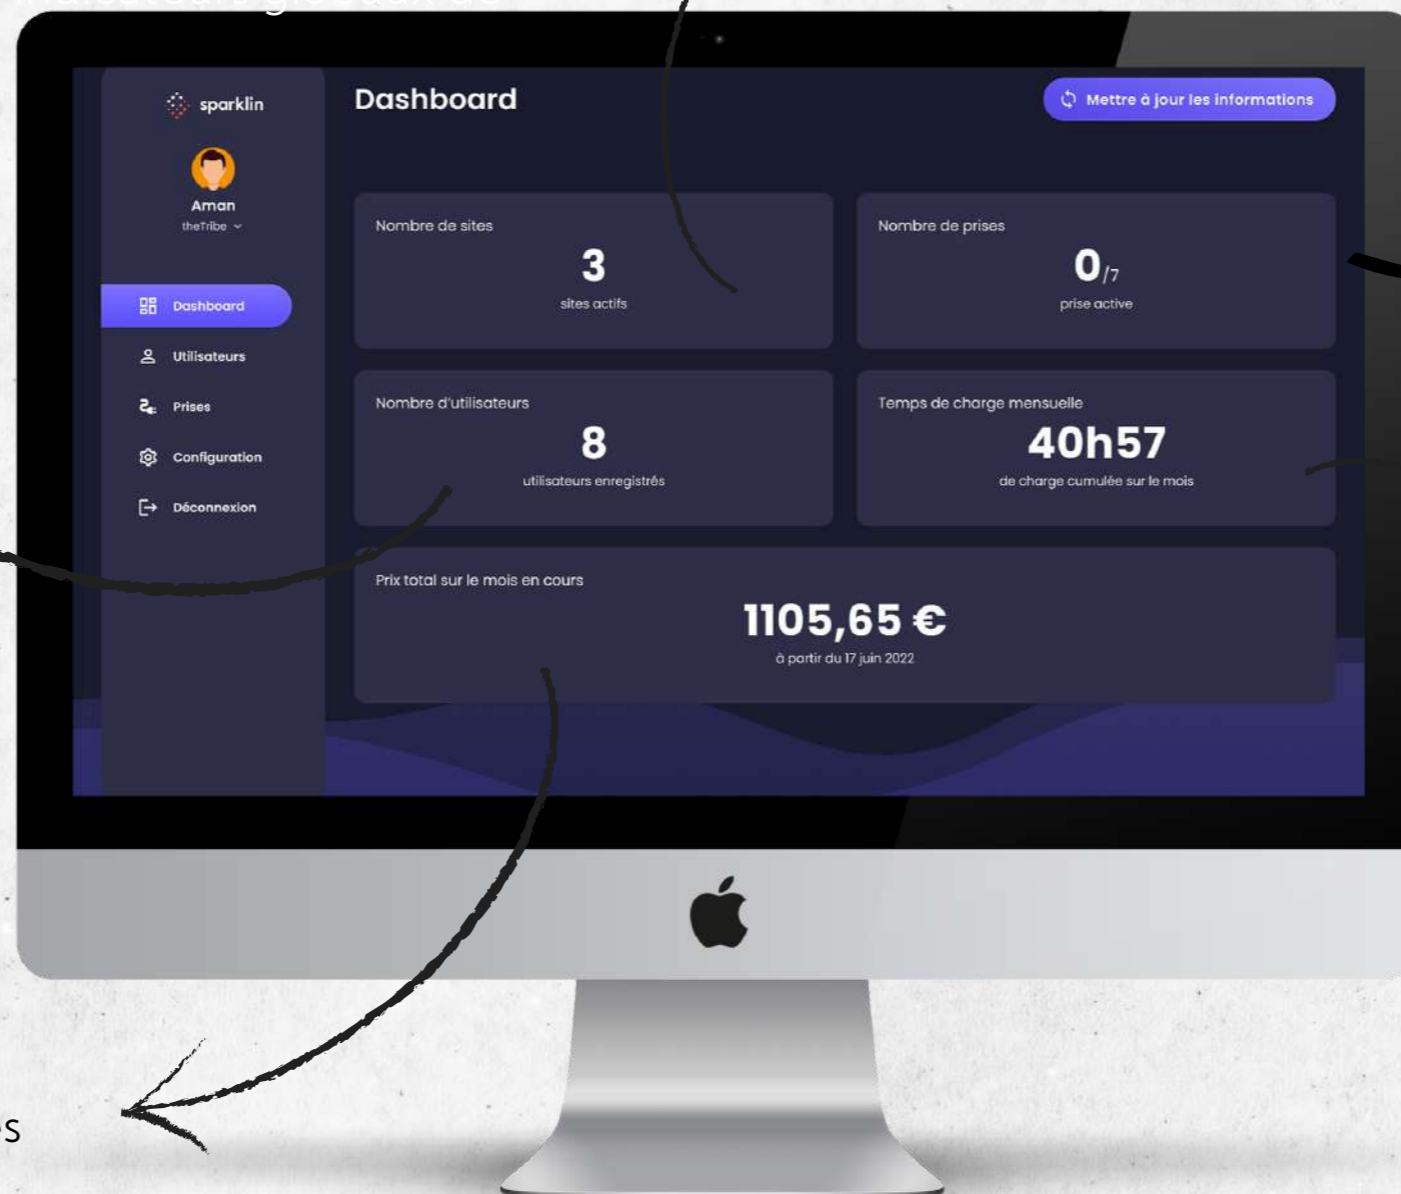 sparklin
Aman
theTribe
Dashboard
Utilisateurs
Prises
Configuration
Déconnexion
Dashboard
Mettre à jour les informations
Nombre de sites
3
sites actifs
Nombre de prises
0/7
prise active
Nombre d'utilisateurs
8
utilisateurs enregistrés
Temps de charge mensuelle
40h57
de charge cumulée sur le mois
Prix total sur le mois en cours
1105,65 €
à partir du 17 juin 2022